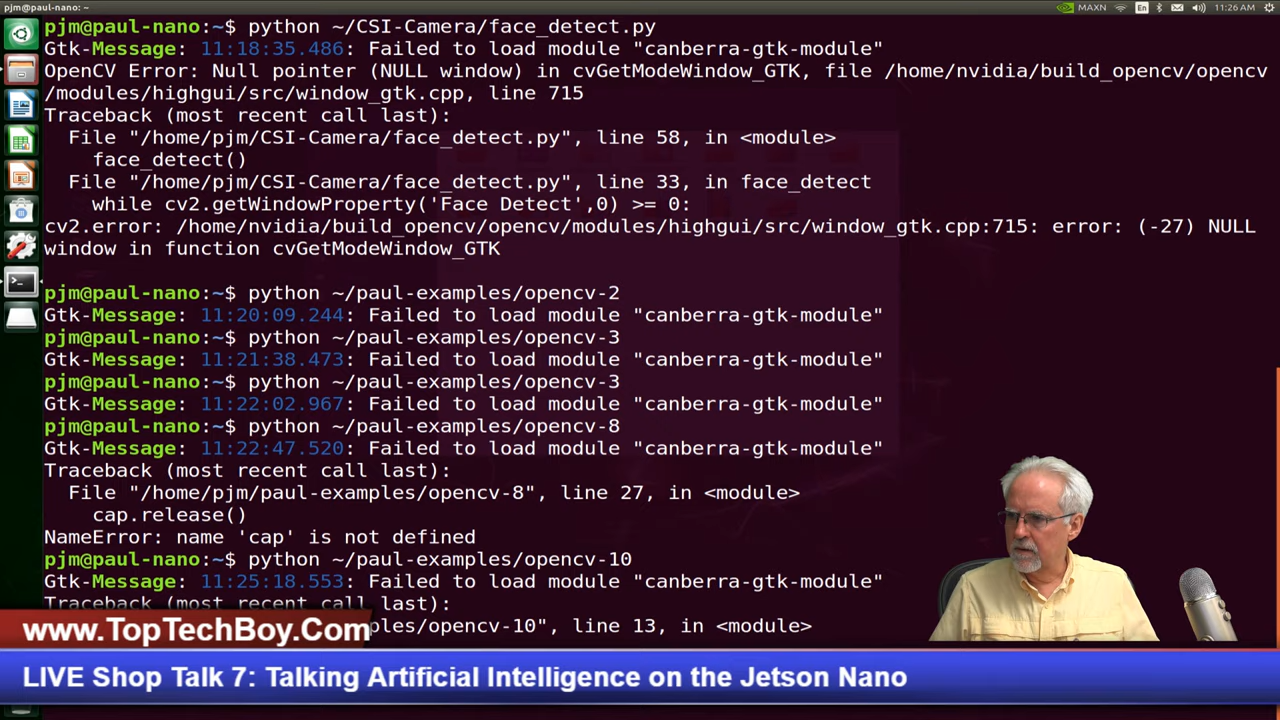 pjm@paul-nano: ~
MAXN
En
11:26 AM
pjm@paul-nano:~$ python ~/CSI-Camera/face_detect.py
Gtk-Message: 11:18:35.486: Failed to load module "canberra-gtk-module"
OpenCV Error: Null pointer (NULL window) in cvGetModeWindow_GTK, file /home/nvidia/build_opencv/opencv
/modules/highgui/src/window_gtk.cpp, line 715
Traceback (most recent call last):
File "/home/pjm/CSI-Camera/face_detect.py", line 58, in <module>
face_detect()
File "/home/pjm/CSI-Camera/face_detect.py", line 33, in face_detect
while cv2.getWindowProperty('Face Detect',0) >= 0:
cv2.error: /home/nvidia/build_opencv/opencv/modules/highgui/src/window_gtk.cpp:715: error: (-27) NULL
window in function cvGetModeWindow_GTK
pjm@paul-nano:~$ python ~/paul-examples/opencv-2
Gtk-Message: 11:20:09.244: Failed to load module "canberra-gtk-module"
pjm@paul-nano:~$ python ~/paul-examples/opencv-3
Gtk-Message: 11:21:38.473: Failed to load module "canberra-gtk-module"
pjm@paul-nano:~$ python ~/paul-examples/opencv-3
Gtk-Message: 11:22:02.967: Failed to load module "canberra-gtk-module"
pjm@paul-nano:~$ python ~/paul-examples/opencv-8
Gtk-Message: 11:22:47.520: Failed to load module "canberra-gtk-module"
Traceback (most recent call last):
File "/home/pjm/paul-examples/opencv-8", line 27, in <module>
cap.release()
NameError: name 'cap' is not defined
pjm@paul-nano:~$ python ~/paul-examples/opencv-10
Gtk-Message: 11:25:18.553: Failed to load module "canberra-gtk-module"
Traceback (most recent call last):
ples/opencv-10", line 13, in <module>
www.TopTechBoy.Com
LIVE Shop Talk 7: Talking Artificial Intelligence on the Jetson Nano